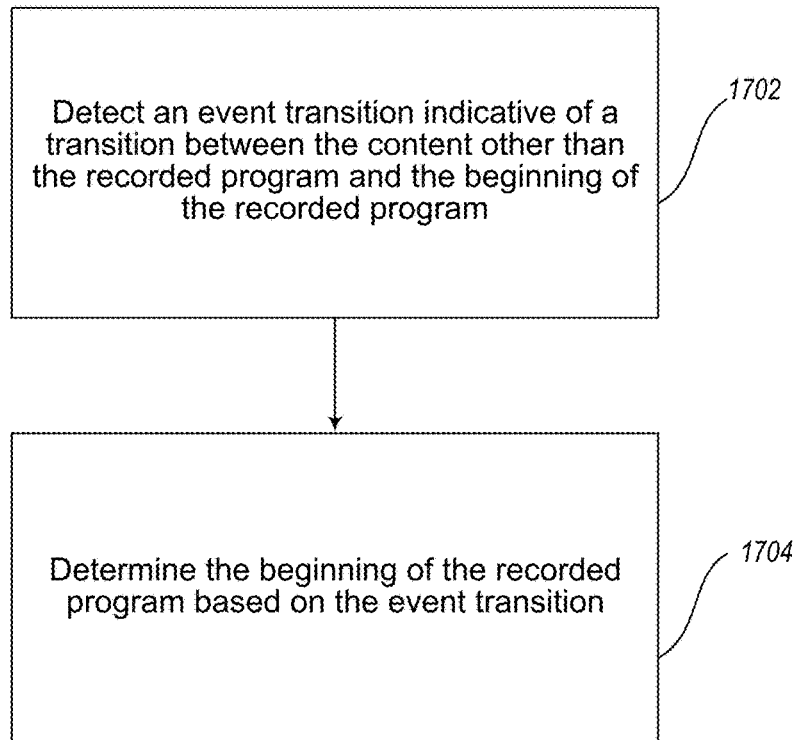 Detect an event transition indicative of a
transition between the content other than
the recorded program and the beginning of
the recorded program
1702
Determine the beginning of the recorded
program based on the event transition
1704